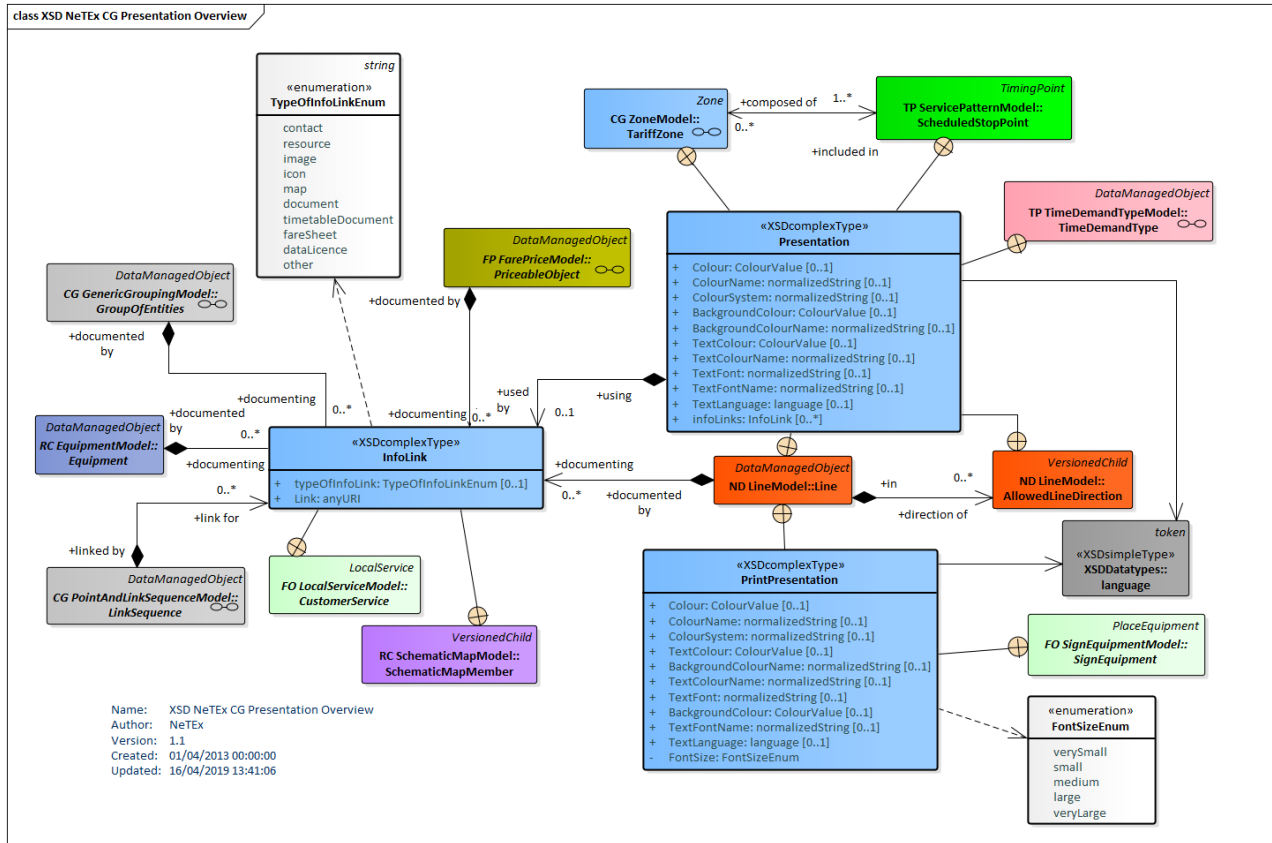 class XSD NeTEx CG Presentation Overview
string
«enumeration»
TypeOfInfoLinkEnum
contact
resource
image
icon
map
document
timetableDocument
fareSheet
dataLicence
other
Zone
CG ZoneModel::
TariffZone
+composed of
0..*
1..*
+included in
TimingPoint
TP ServicePatternModel::
ScheduledStopPoint
DataManagedObject
TP TimeDemandTypeModel::
TimeDemandType
«XSDcomplexType»
Presentation
+ Colour: ColourValue [0..1]
+ ColourName: normalizedString [0..1]
+ ColourSystem: normalizedString [0..1]
+ BackgroundColour: ColourValue [0..1]
+ BackgroundColourName: normalizedString [0..1]
+ TextColour: ColourValue [0..1]
+ TextColourName: normalizedString [0..1]
+ TextFont: normalizedString [0..1]
+ TextFontName: normalizedString [0..1]
+ TextLanguage: language [0..1]
+ infoLinks: InfoLink [0..*]
DataManagedObject
FP FarePriceModel::
PriceableObject
+documented by
+documenting
0..*
DataManagedObject
CG GenericGroupingModel::
GroupOfEntities
+documented
by
+documenting
0..*
+used
by
0..1
+using
DataManagedObject
RC EquipmentModel::
Equipment
+documented
by
0..*
+documenting
«XSDcomplexType»
InfoLink
+ typeOfInfoLink: TypeOfInfoLinkEnum [0..1]
+ Link: anyURI
+documenting
0..*
+documented
by
DataManagedObject
ND LineModel::Line
+in
0..*
+direction of
VersionedChild
ND LineModel::
AllowedLineDirection
0..*
+link for
+linked by
DataManagedObject
CG PointAndLinkSequenceModel::
LinkSequence
LocalService
FO LocalServiceModel::
CustomerService
VersionedChild
RC SchematicMapModel::
SchematicMapMember
token
«XSDsimpleType»
XSDDatatypes::
language
«XSDcomplexType»
PrintPresentation
+ Colour: ColourValue [0..1]
+ ColourName: normalizedString [0..1]
+ ColourSystem: normalizedString [0..1]
+ TextColour: ColourValue [0..1]
+ BackgroundColourName: normalizedString [0..1]
+ TextColourName: normalizedString [0..1]
+ TextFont: normalizedString [0..1]
+ BackgroundColour: ColourValue [0..1]
+ TextFontName: normalizedString [0..1]
+ TextLanguage: language [0..1]
- FontSize: FontSizeEnum
PlaceEquipment
FO SignEquipmentModel::
SignEquipment
«enumeration»
FontSizeEnum
verySmall
small
medium
large
veryLarge
Name: XSD NeTEx CG Presentation Overview
Author: NeTEx
Version: 1.1
Created: 01/04/2013 00:00:00
Updated: 16/04/2019 13:41:06